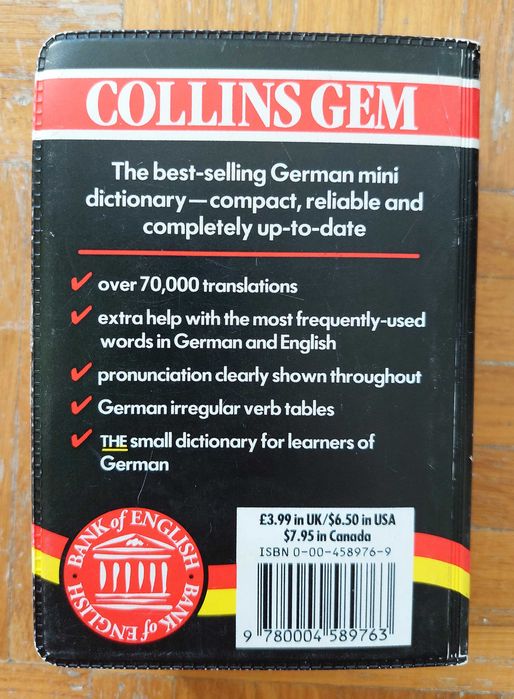 COLLINS GEM
The best-selling German mini
dictionary—compact, reliable and
completely up-to-date
✔ over 70,000 translations
✔ extra help with the most frequently-used
words in German and English
✔ pronunciation clearly shown throughout
✔ German irregular verb tables
✔ THE small dictionary for learners of
German
BANK of ENGLISH · BANK of ENGLISH ·
£3.99 in UK/$6.50 in USA
$7.95 in Canada
ISBN 0-00-458976-9
9 780004 589763